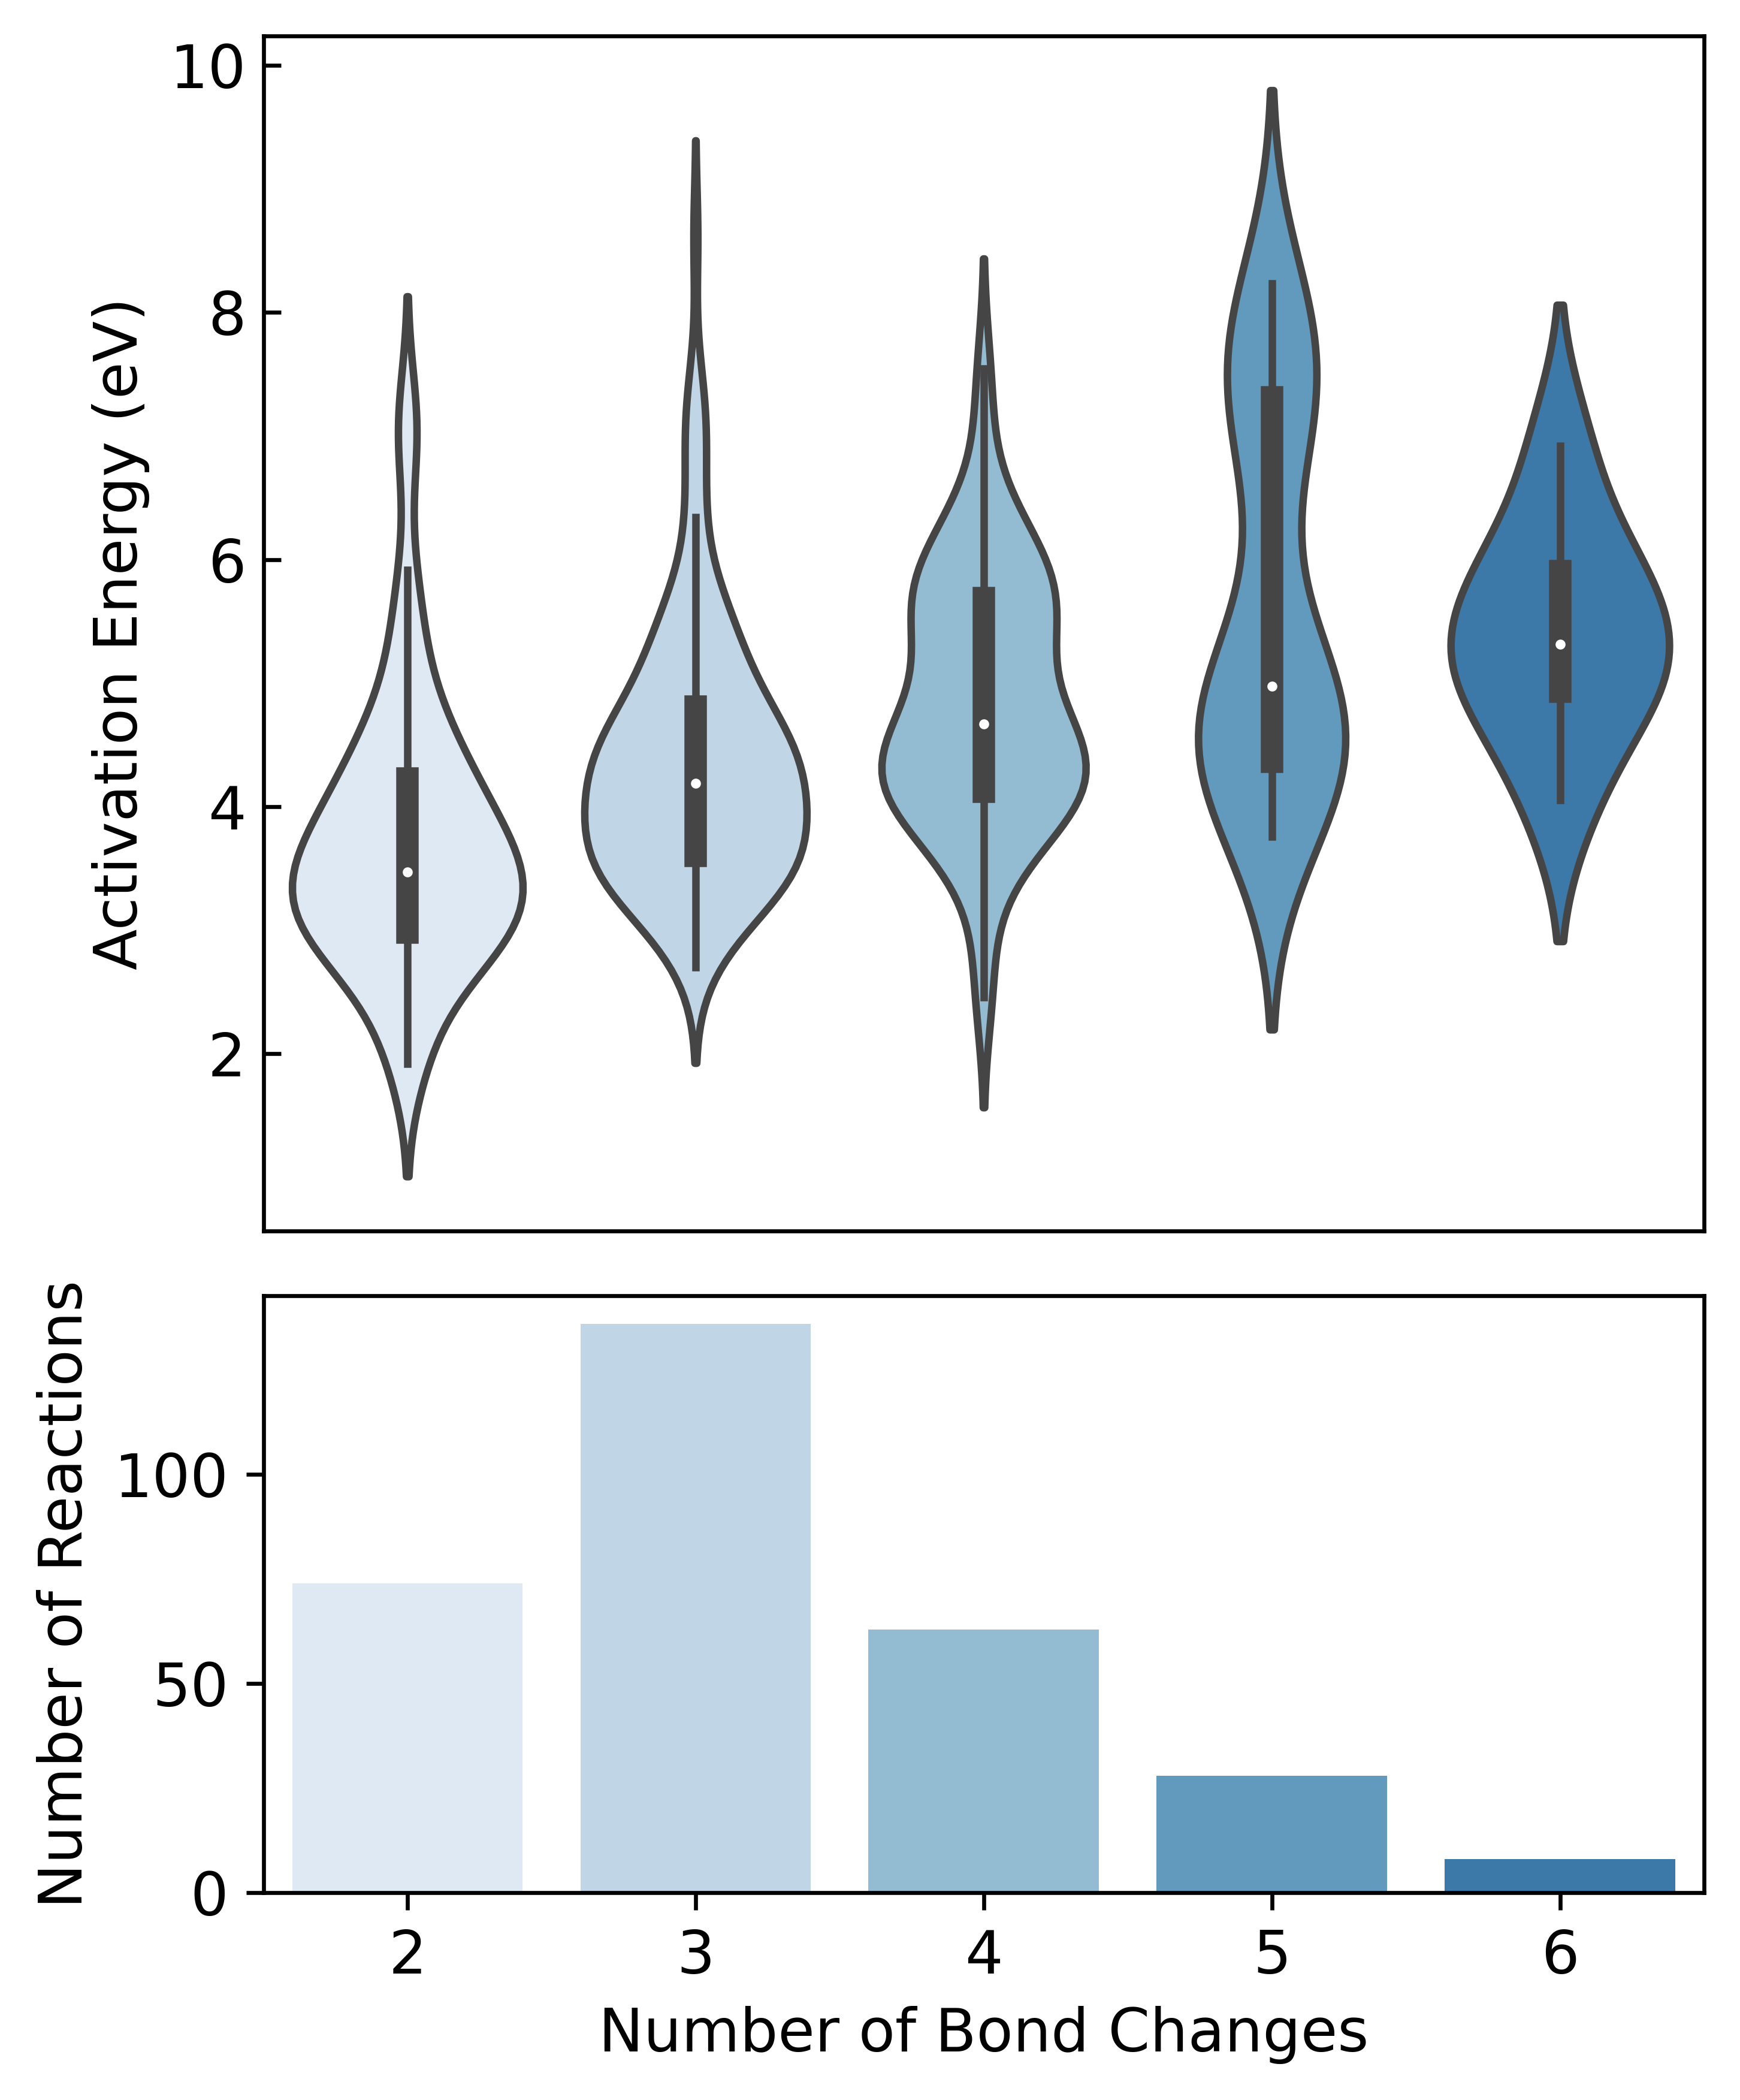 10
8
6
4
2
Activation Energy (eV)
100
50
0
Number of Reactions
2 3 4 5 6
Number of Bond Changes